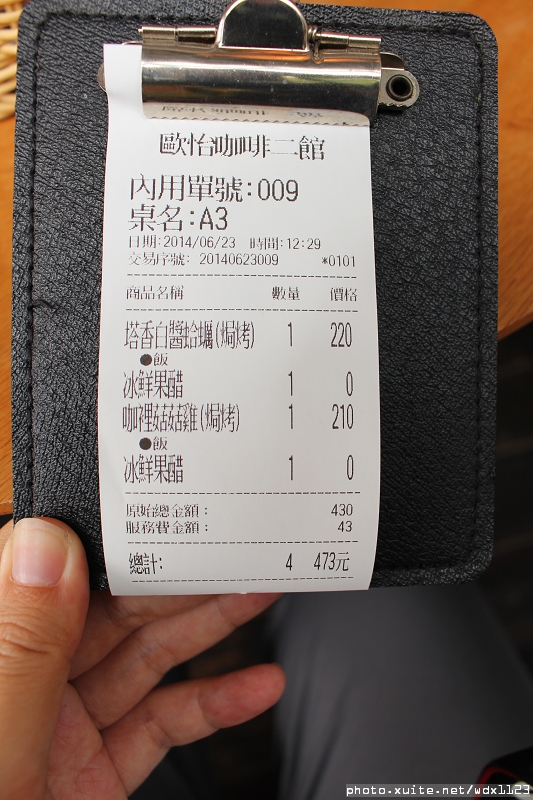 歐怡咖啡二館
內用單號:009
桌名:A3
日期:2014/06/23 時間:12:29
交易序號: 20140623009 *0101
商品名稱 數量 價格
塔香白醬蛤蠣(焗烤) 1 220
●飯
冰鮮果醋 1 0
咖裡菇菇雞(焗烤) 1 210
●飯
冰鮮果醋 1 0
原始總金額: 430
服務費金額: 43
總計: 4 473元
photo.xuite.net/wdx1123